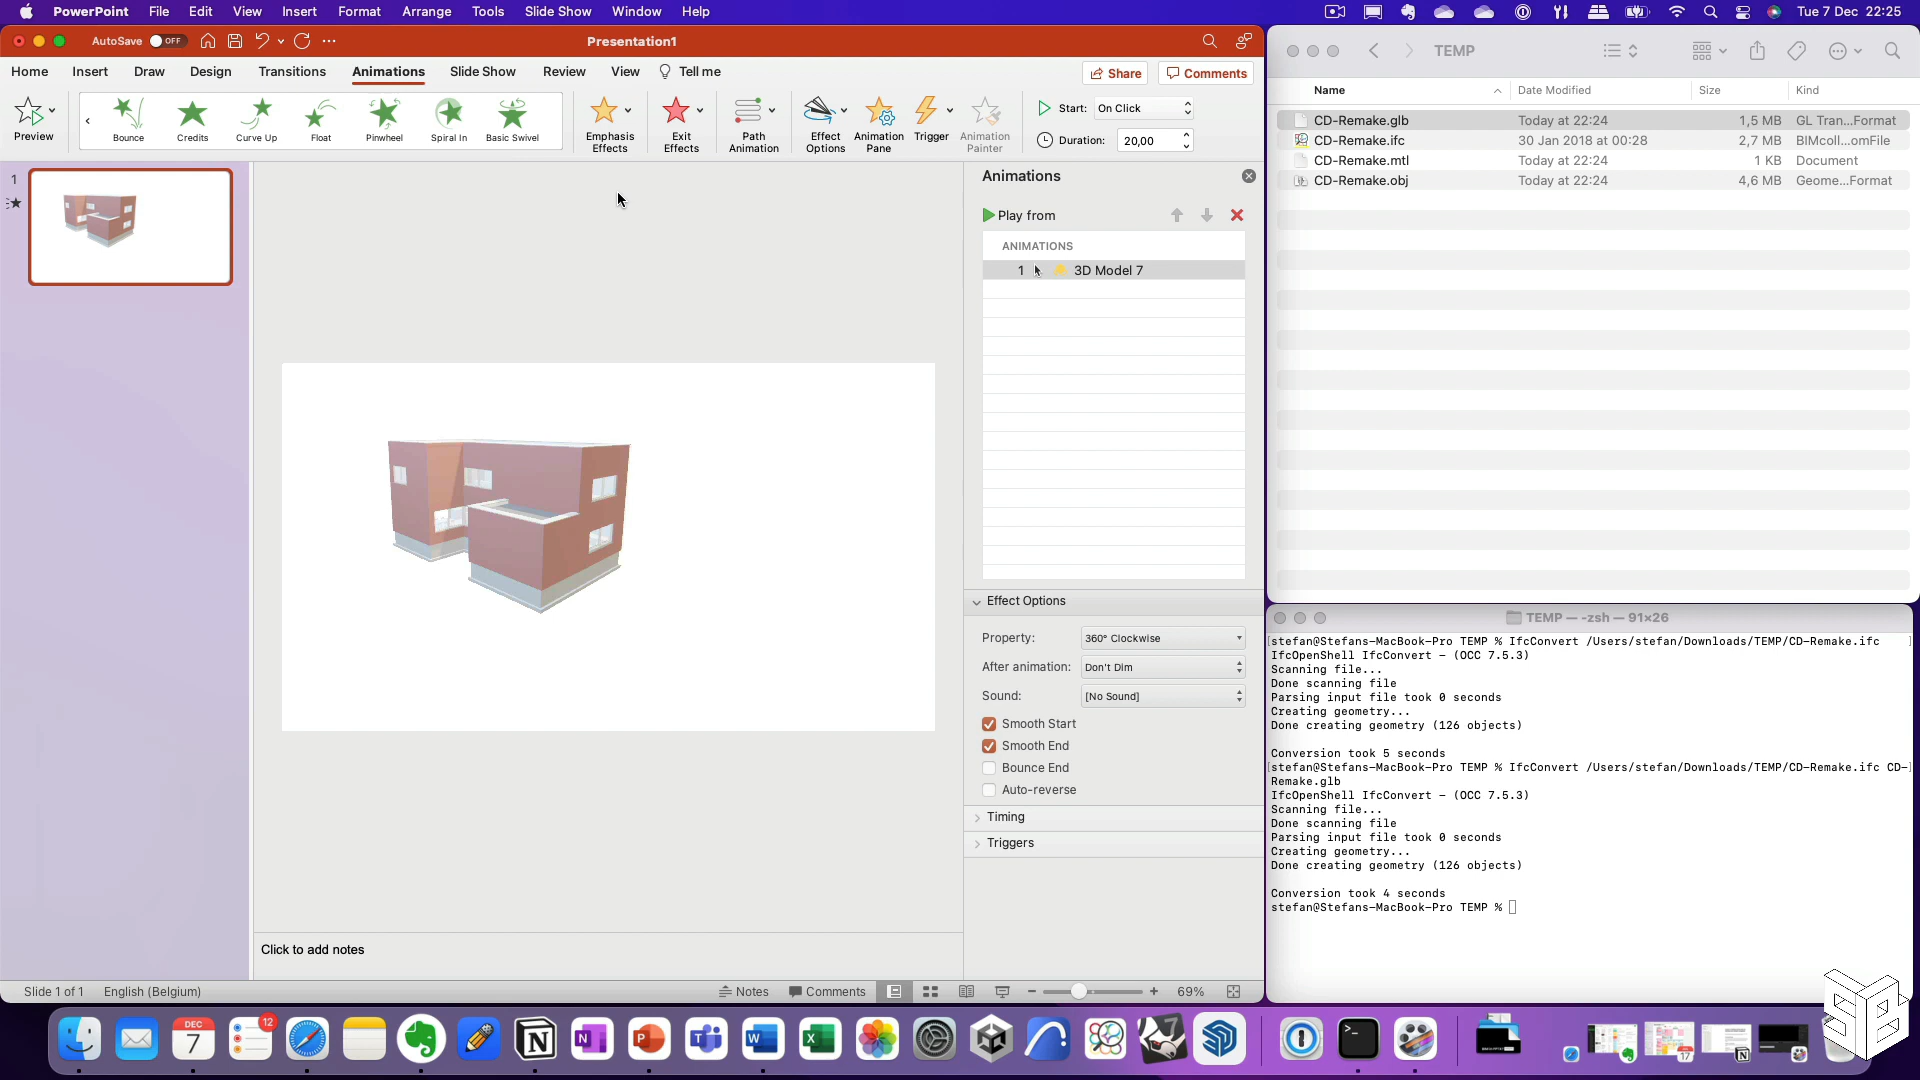 PowerPoint File Edit View Insert Format Arrange Tools Slide Show Window Help Tue 7 Dec 22:25
AutoSave OFF Presentation1
Home Insert Draw Design Transitions Animations Slide Show Review View Tell me Share Comments
Preview Bounce Credits Curve Up Float Pinwheel Spiral In Basic Swivel
Emphasis Effects
Exit Effects
Path Animation
Effect Options
Animation Pane
Trigger
Animation Painter
Start: On Click
Duration: 20,00
1
Animations
Play from
ANIMATIONS
1 3D Model 7
Effect Options
Property: 360° Clockwise
After animation: Don't Dim
Sound: [No Sound]
Smooth Start
Smooth End
Bounce End
Auto-reverse
Timing
Triggers
Click to add notes
Slide 1 of 1 English (Belgium) Notes Comments 69%
TEMP
Name Date Modified Size Kind
CD-Remake.glb Today at 22:24 1,5 MB GL Tran...Format
CD-Remake.ifc 30 Jan 2018 at 00:28 2,7 MB BIMcoll...omFile
CD-Remake.mtl Today at 22:24 1 KB Document
CD-Remake.obj Today at 22:24 4,6 MB Geome...Format
TEMP — -zsh — 91×26
[stefan@Stefans-MacBook-Pro TEMP % IfcConvert /Users/stefan/Downloads/TEMP/CD-Remake.ifc ]
IfcOpenShell IfcConvert - (OCC 7.5.3)
Scanning file...
Done scanning file
Parsing input file took 0 seconds
Creating geometry...
Done creating geometry (126 objects)
Conversion took 5 seconds
[stefan@Stefans-MacBook-Pro TEMP % IfcConvert /Users/stefan/Downloads/TEMP/CD-Remake.ifc CD-]
Remake.glb
IfcOpenShell IfcConvert - (OCC 7.5.3)
Scanning file...
Done scanning file
Parsing input file took 0 seconds
Creating geometry...
Done creating geometry (126 objects)
Conversion took 4 seconds
stefan@Stefans-MacBook-Pro TEMP %
DEC
7
12